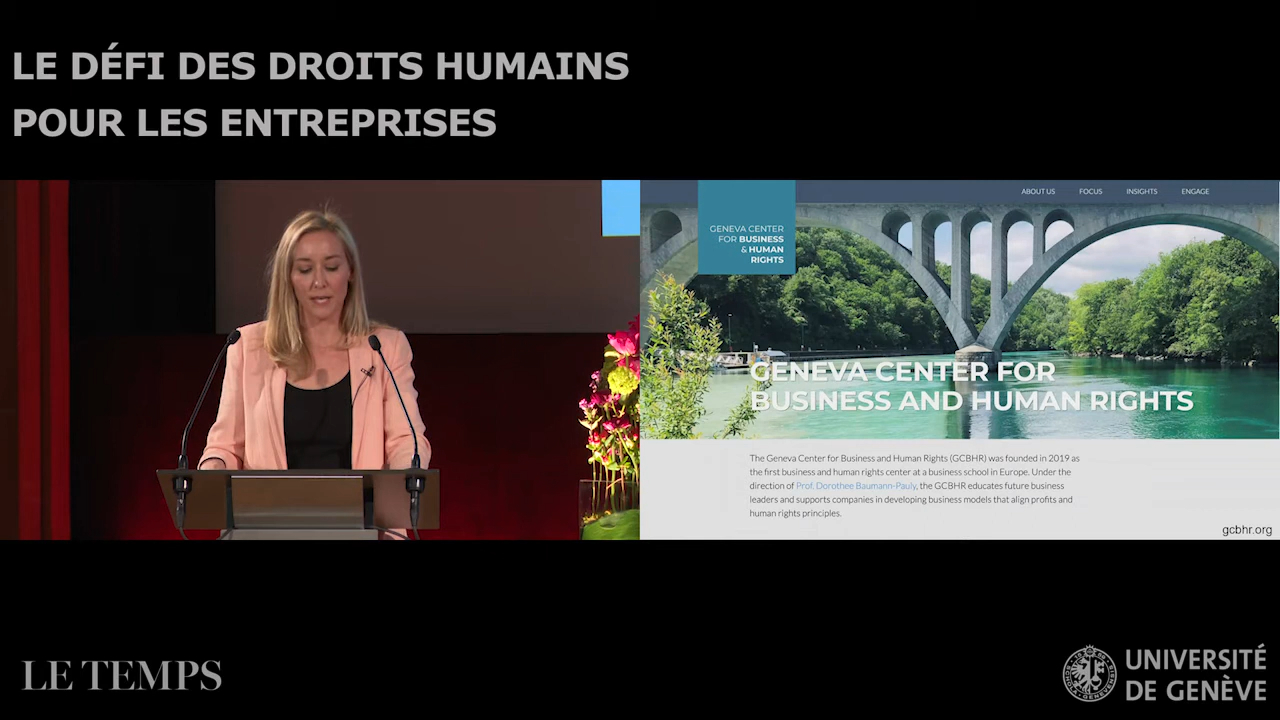 LE DÉFI DES DROITS HUMAINS
POUR LES ENTREPRISES
ABOUT US FOCUS INSIGHTS ENGAGE
GENEVA CENTER
FOR BUSINESS
& HUMAN
RIGHTS
GENEVA CENTER FOR
BUSINESS AND HUMAN RIGHTS
The Geneva Center for Business and Human Rights (GCBHR) was founded in 2019 as
the first business and human rights center at a business school in Europe. Under the
direction of Prof. Dorothee Baumann-Pauly, the GCBHR educates future business
leaders and supports companies in developing business models that align profits and
human rights principles.
gcbhr.org
LE TEMPS
UNIVERSITÉ
DE GENÈVE